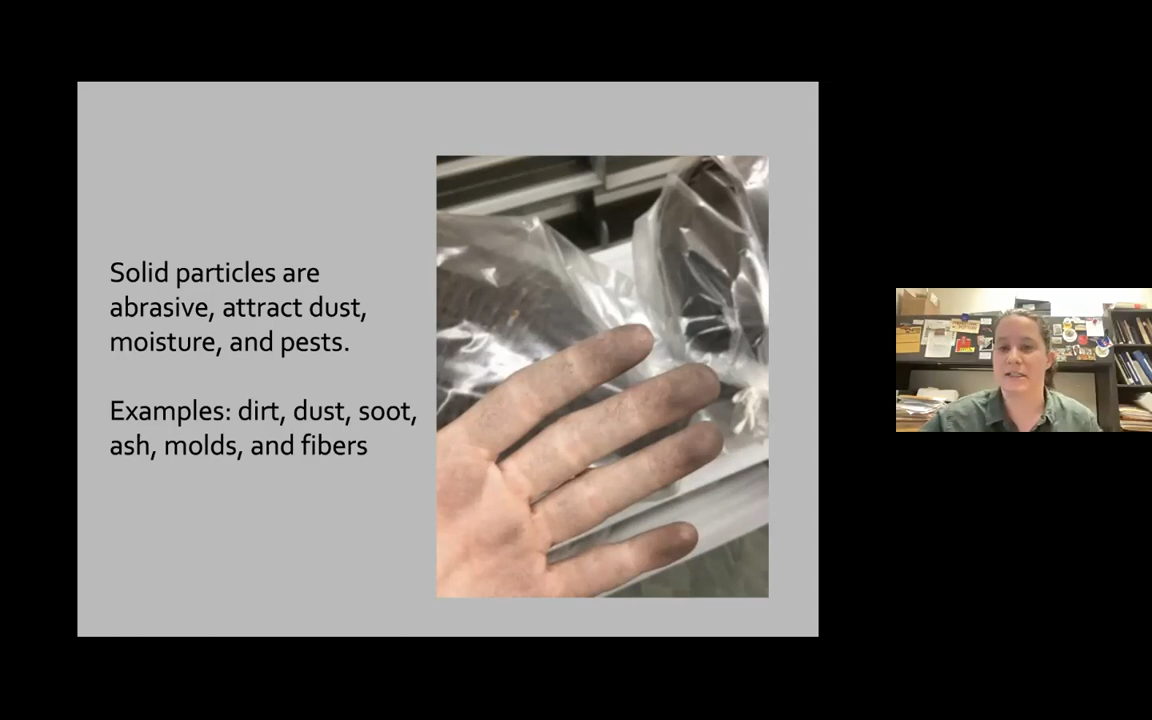 Solid particles are
abrasive, attract dust,
moisture, and pests.
Examples: dirt, dust, soot,
ash, molds, and fibers